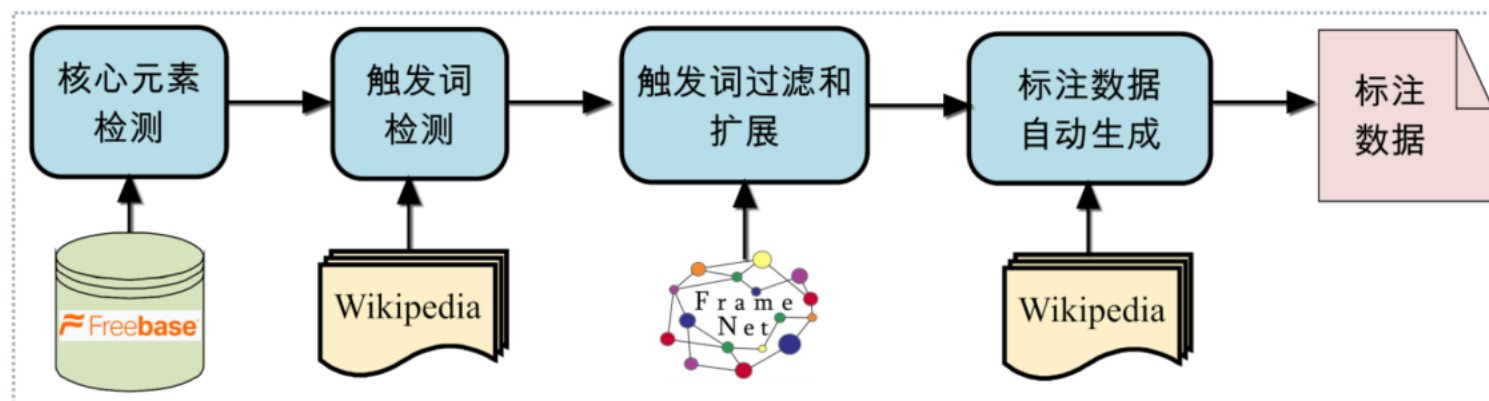 核心元素
检测
触发词
检测
触发词过滤和
扩展
标注数据
自动生成
标注
数据
Freebase
Wikipedia
Frame
Net
Wikipedia